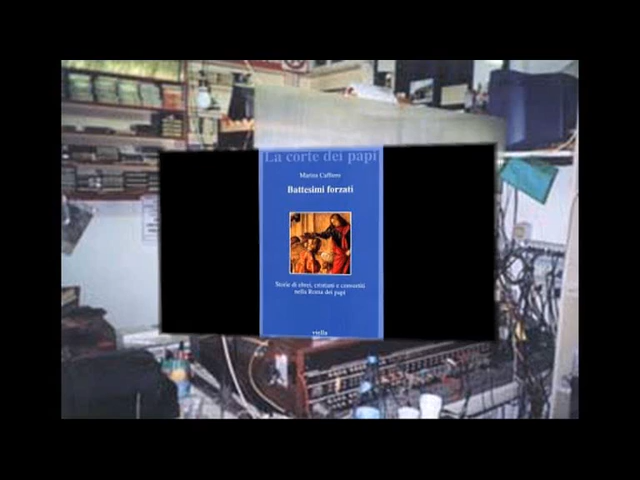 La corte dei papi
Marina Caffiero
Battesimi forzati
Storie di ebrei, cristiani e convertiti
nella Roma dei papi
viella